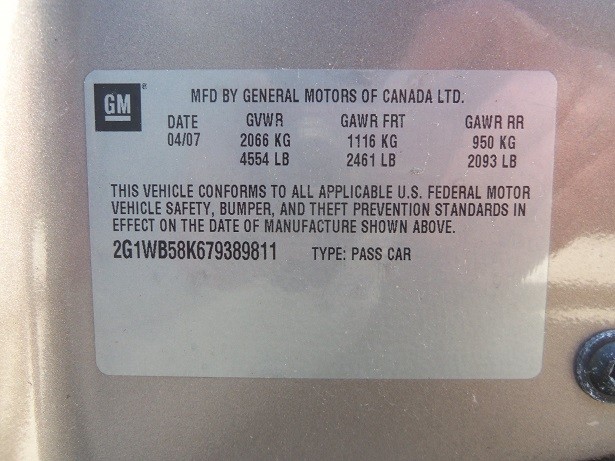 GM ® MFD BY GENERAL MOTORS OF CANADA LTD.
DATE GVWR GAWR FRT GAWR RR
04/07 2066 KG 1116 KG 950 KG
4554 LB 2461 LB 2093 LB
THIS VEHICLE CONFORMS TO ALL APPLICABLE U.S. FEDERAL MOTOR
VEHICLE SAFETY, BUMPER, AND THEFT PREVENTION STANDARDS IN
EFFECT ON THE DATE OF MANUFACTURE SHOWN ABOVE.
2G1WB58K679389811 TYPE: PASS CAR